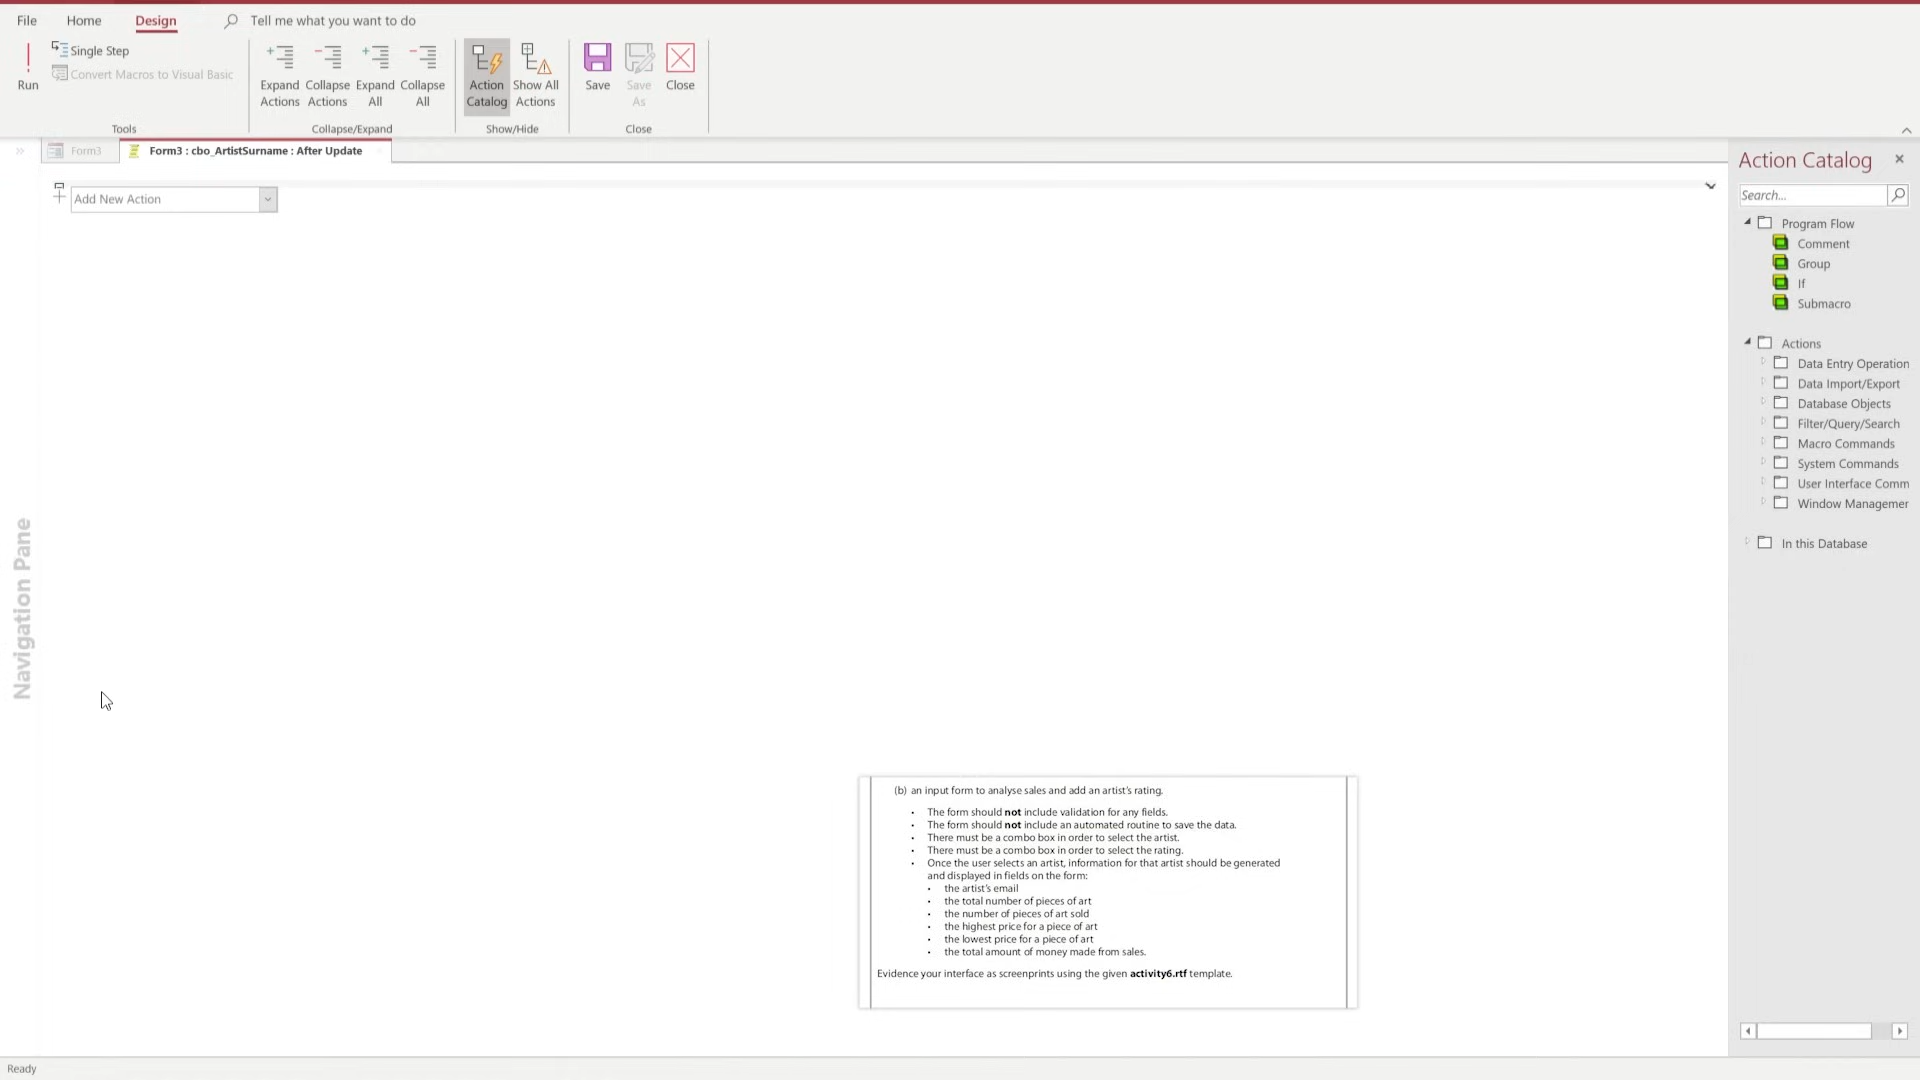 File Home Design Tell me what you want to do
Run
Single Step
Convert Macros to Visual Basic
Tools
Expand Actions
Collapse Actions
Expand All
Collapse All
Collapse/Expand
Action Catalog
Show All Actions
Show/Hide
Save
Save As
Close
Close
Form3
Form3 : cbo_ArtistSurname : After Update
Add New Action
Navigation Pane
Action Catalog
Search...
Program Flow
Comment
Group
If
Submacro
Actions
Data Entry Operation
Data Import/Export
Database Objects
Filter/Query/Search
Macro Commands
System Commands
User Interface Comm
Window Managemer
In this Database
(b) an input form to analyse sales and add an artist's rating.
• The form should not include validation for any fields.
• The form should not include an automated routine to save the data.
• There must be a combo box in order to select the artist.
• There must be a combo box in order to select the rating.
• Once the user selects an artist, information for that artist should be generated
and displayed in fields on the form:
• the artist's email
• the total number of pieces of art
• the number of pieces of art sold
• the highest price for a piece of art
• the lowest price for a piece of art
• the total amount of money made from sales.
Evidence your interface as screenprints using the given activity6.rtf template.
Ready